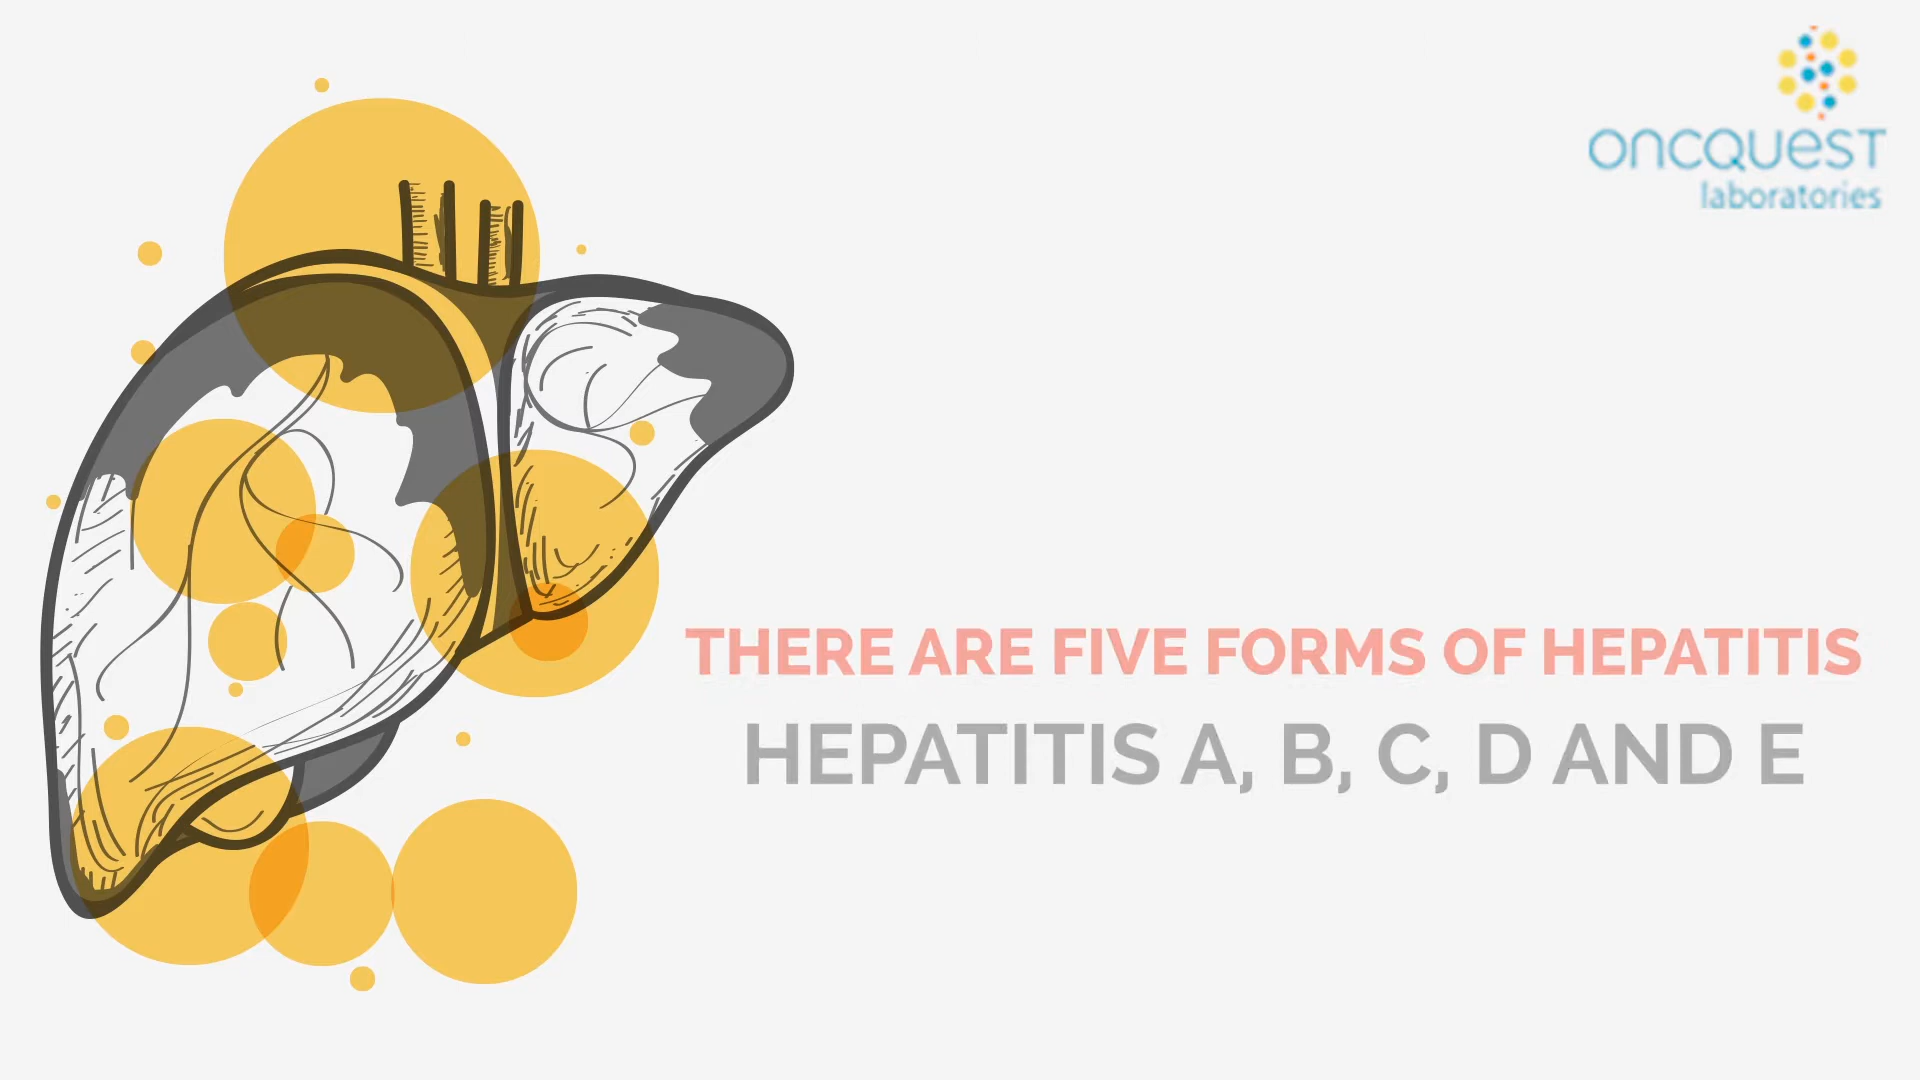 oncquest
laboratories
THERE ARE FIVE FORMS OF HEPATITIS
HEPATITIS A, B, C, D AND E